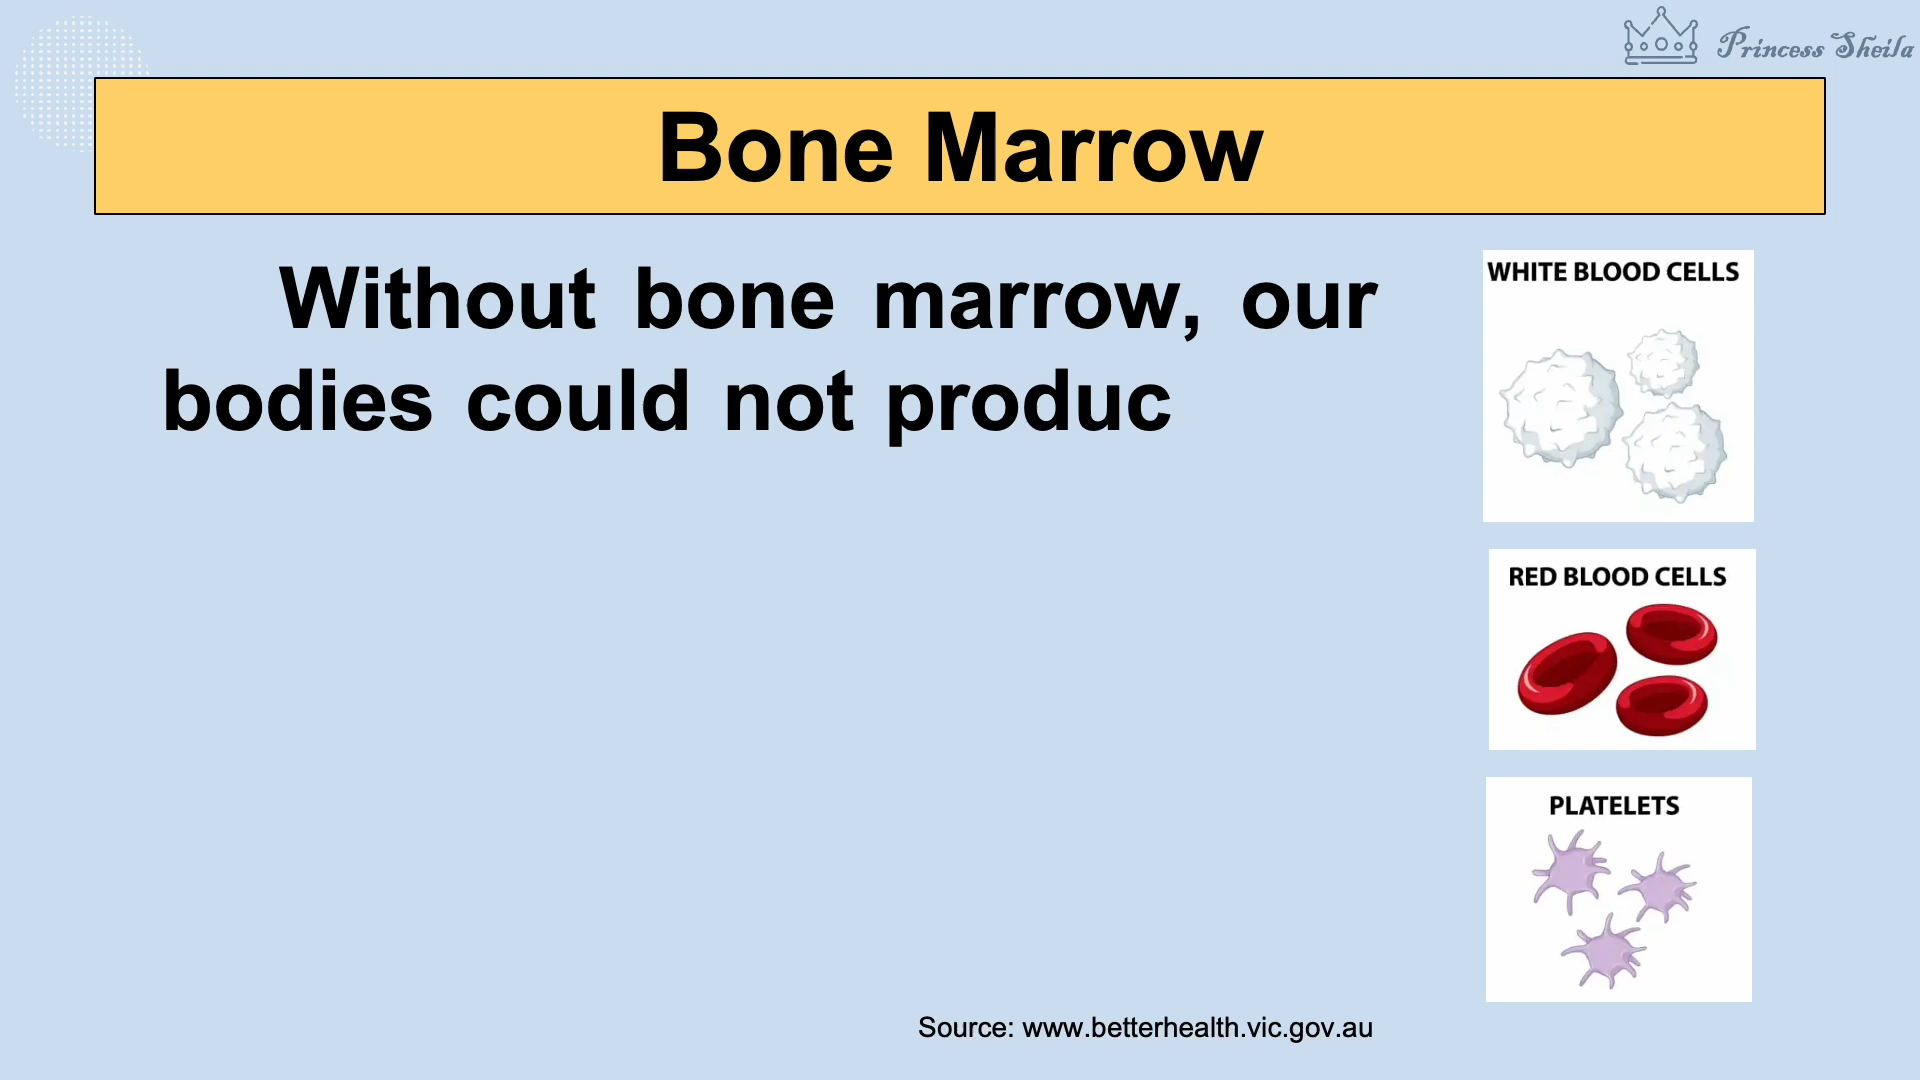 Princess Sheila
Bone Marrow
Without bone marrow, our
bodies could not produc
WHITE BLOOD CELLS
RED BLOOD CELLS
PLATELETS
Source: www.betterhealth.vic.gov.au